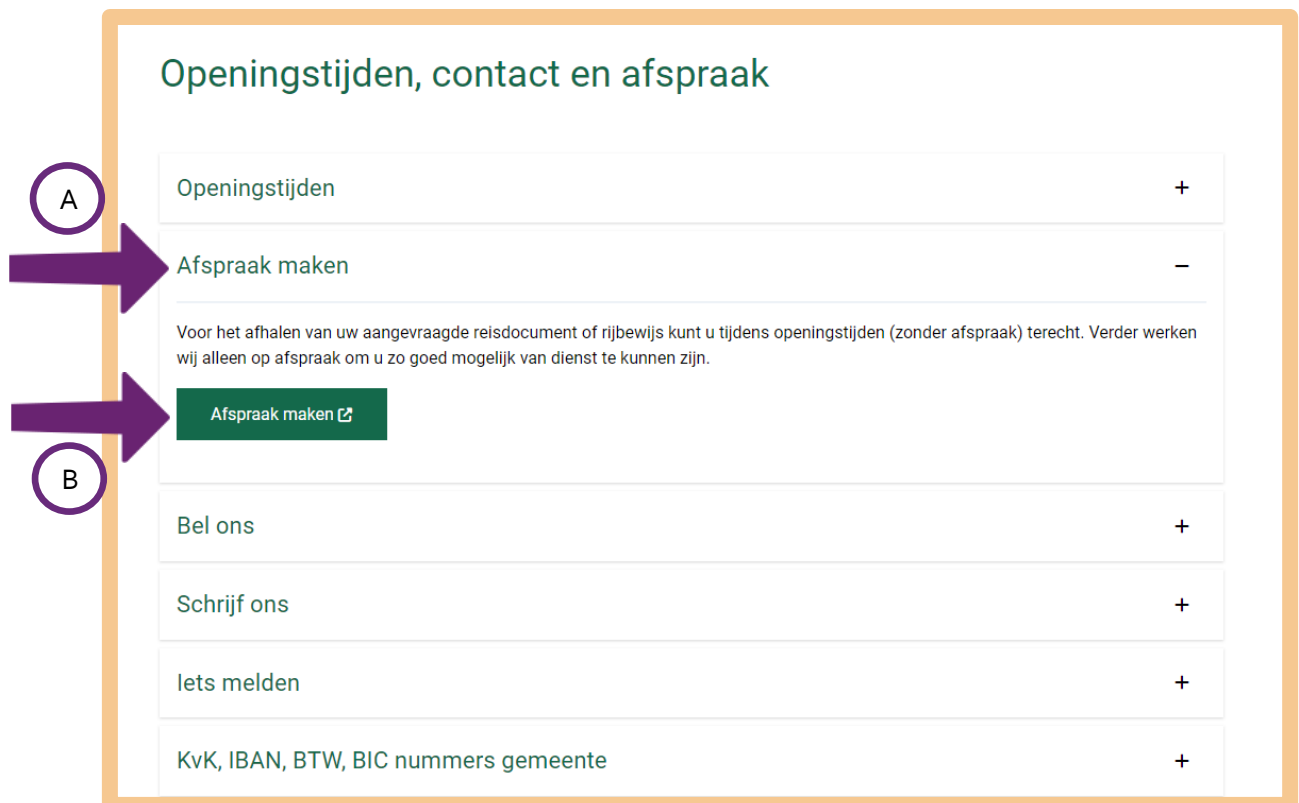 Openingstijden, contact en afspraak
A
Openingstijden +
Afspraak maken −
Voor het afhalen van uw aangevraagde reisdocument of rijbewijs kunt u tijdens openingstijden (zonder afspraak) terecht. Verder werken
wij alleen op afspraak om u zo goed mogelijk van dienst te kunnen zijn.
Afspraak maken
B
Bel ons +
Schrijf ons +
Iets melden +
KvK, IBAN, BTW, BIC nummers gemeente +